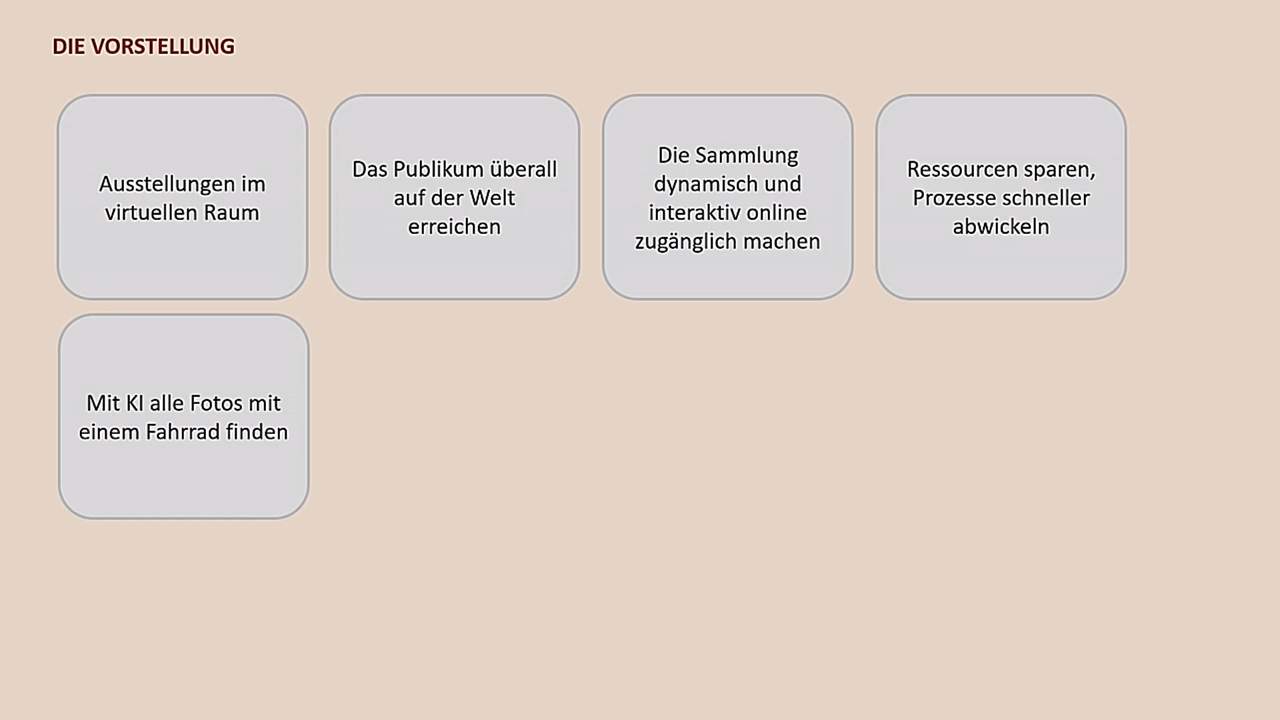 DIE VORSTELLUNG
Ausstellungen im
virtuellen Raum
Das Publikum überall
auf der Welt
erreichen
Die Sammlung
dynamisch und
interaktiv online
zugänglich machen
Ressourcen sparen,
Prozesse schneller
abwickeln
Mit KI alle Fotos mit
einem Fahrrad finden